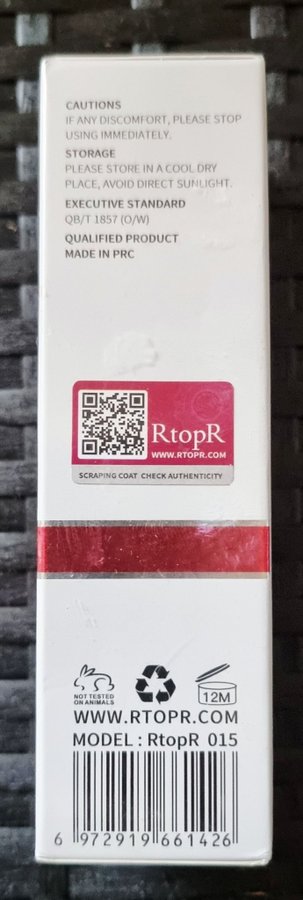 CAUTIONS
IF ANY DISCOMFORT, PLEASE STOP
USING IMMEDIATELY.
STORAGE
PLEASE STORE IN A COOL DRY
PLACE, AVOID DIRECT SUNLIGHT.
EXECUTIVE STANDARD
QB/T 1857 (O/W)
QUALIFIED PRODUCT
MADE IN PRC
RtopR
WWW.RTOPR.COM
SCRAPING COAT CHECK AUTHENTICITY
NOT TESTED
ON ANIMALS
12M
WWW.RTOPR.COM
MODEL : RtopR 015
6 972919 661426